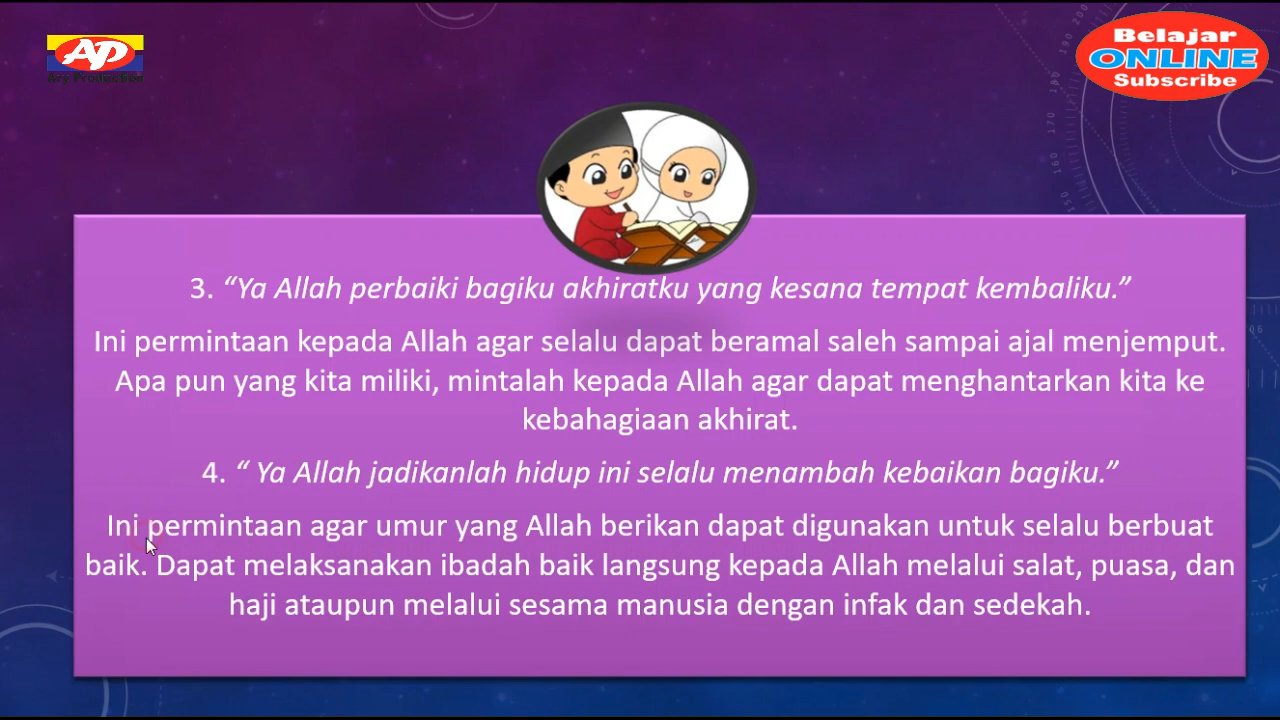 AP
Ary Production
Belajar
ONLINE
Subscribe
3. “Ya Allah perbaiki bagiku akhiratku yang kesana tempat kembaliku.”
Ini permintaan kepada Allah agar selalu dapat beramal saleh sampai ajal menjemput.
Apa pun yang kita miliki, mintalah kepada Allah agar dapat menghantarkan kita ke
kebahagiaan akhirat.
4. “ Ya Allah jadikanlah hidup ini selalu menambah kebaikan bagiku.”
Ini permintaan agar umur yang Allah berikan dapat digunakan untuk selalu berbuat
baik. Dapat melaksanakan ibadah baik langsung kepada Allah melalui salat, puasa, dan
haji ataupun melalui sesama manusia dengan infak dan sedekah.